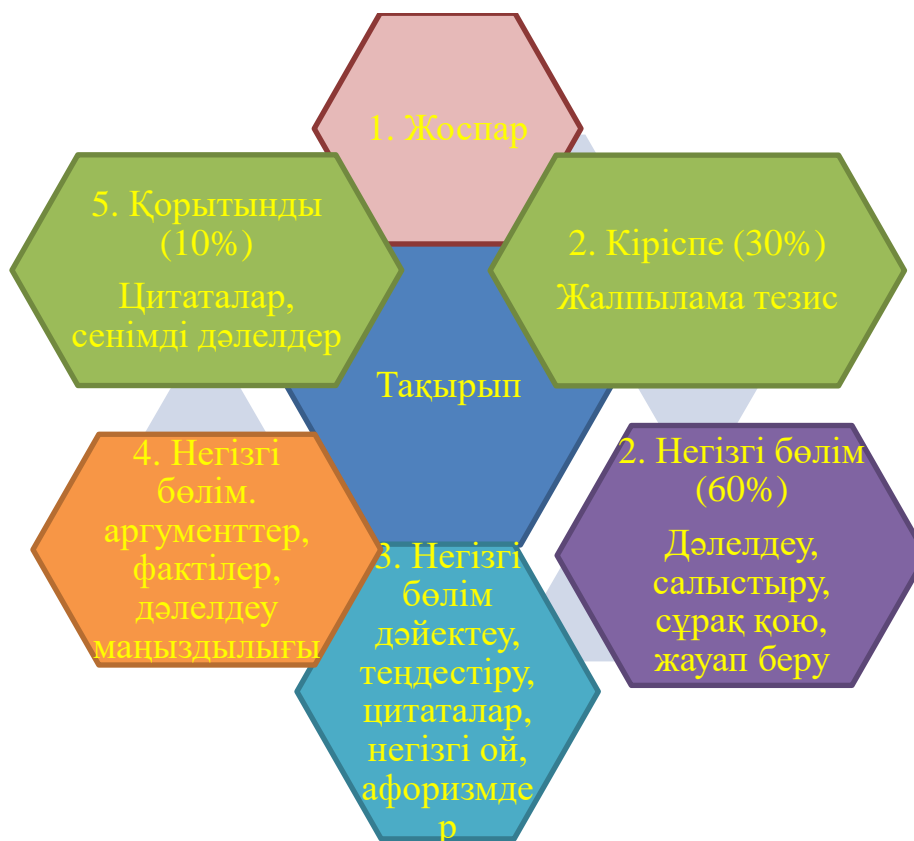 1. Жоспар
2. Кіріспе (30%)
Жалпылама тезис
2. Негізгі бөлім
(60%)
Дәлелдеу,
салыстыру,
сұрақ қою,
жауап беру
3. Негізгі
бөлім
дәйектеу,
теңдестіру,
цитаталар,
негізгі ой,
афоризмде
р
4. Негізгі
бөлім.
аргументтер,
фактілер,
дәлелдеу
маңыздылығы
5. Қорытынды
(10%)
Цитаталар,
сенімді дәлелдер
Тақырып